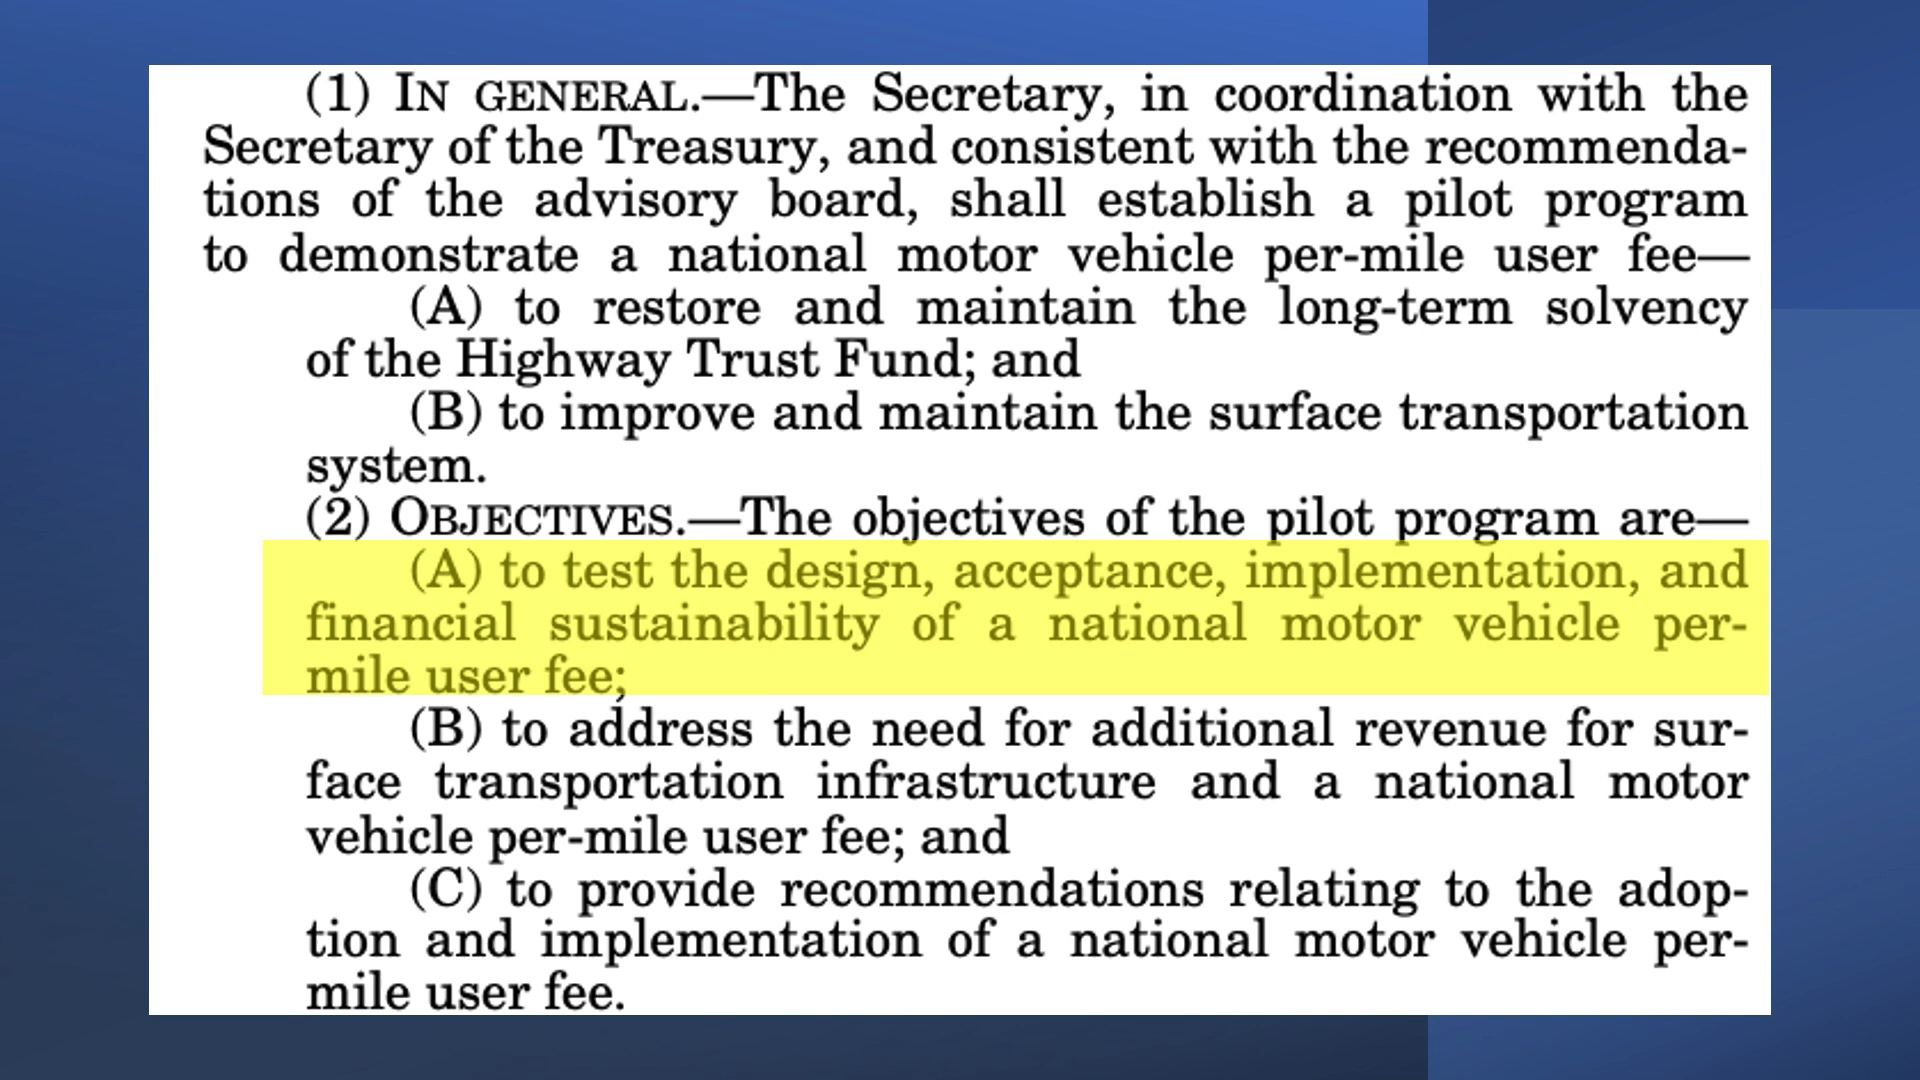 (1) IN GENERAL.—The Secretary, in coordination with the
Secretary of the Treasury, and consistent with the recommenda-
tions of the advisory board, shall establish a pilot program
to demonstrate a national motor vehicle per-mile user fee—
(A) to restore and maintain the long-term solvency
of the Highway Trust Fund; and
(B) to improve and maintain the surface transportation
system.
(2) OBJECTIVES.—The objectives of the pilot program are—
(A) to test the design, acceptance, implementation, and
financial sustainability of a national motor vehicle per-
mile user fee;
(B) to address the need for additional revenue for sur-
face transportation infrastructure and a national motor
vehicle per-mile user fee; and
(C) to provide recommendations relating to the adop-
tion and implementation of a national motor vehicle per-
mile user fee.